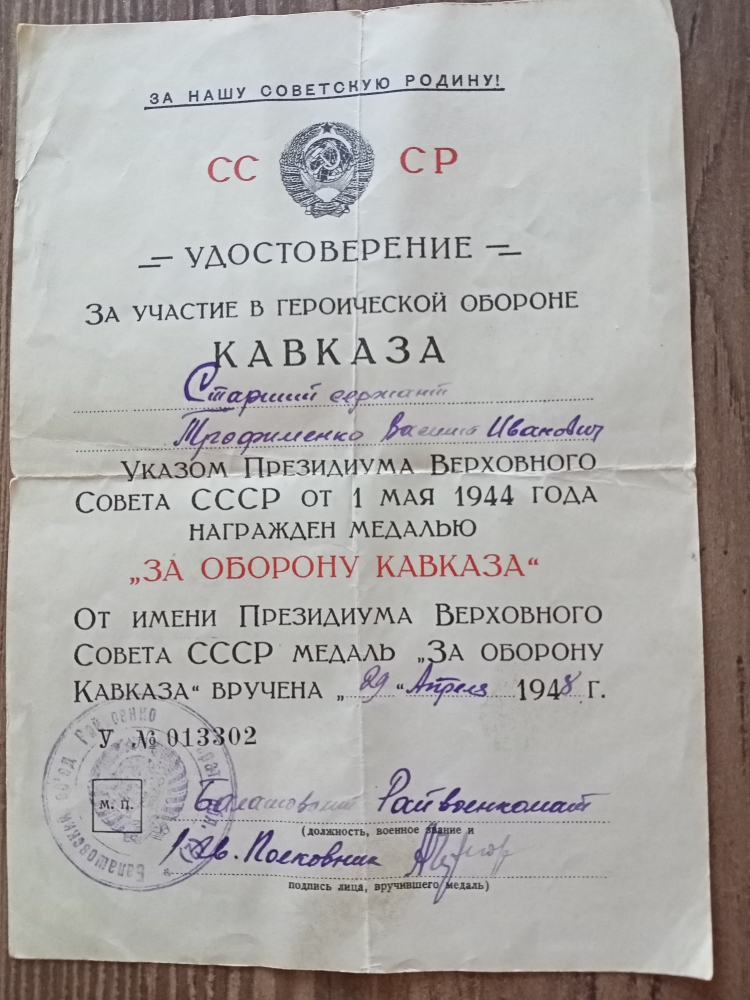 ЗА НАШУ СОВЕТСКУЮ РОДИНУ!
СС СР
УДОСТОВЕРЕНИЕ
ЗА УЧАСТИЕ В ГЕРОИЧЕСКОЙ ОБОРОНЕ
КАВКАЗА
Старший сержант
Трофименко Василий Иванович
УКАЗОМ ПРЕЗИДИУМА ВЕРХОВНОГО
СОВЕТА СССР ОТ 1 МАЯ 1944 ГОДА
НАГРАЖДЕН МЕДАЛЬЮ
„ЗА ОБОРОНУ КАВКАЗА“
ОТ ИМЕНИ ПРЕЗИДИУМА ВЕРХОВНОГО
СОВЕТА СССР МЕДАЛЬ „ЗА ОБОРОНУ
КАВКАЗА“ ВРУЧЕНА „29“ Апреля 1948 Г.
У № 013302
Балашовский Райвоенкомат
М. П.
(должность, военное звание и
Гв. Полковник
подпись лица, вручившего медаль)
Балашовский